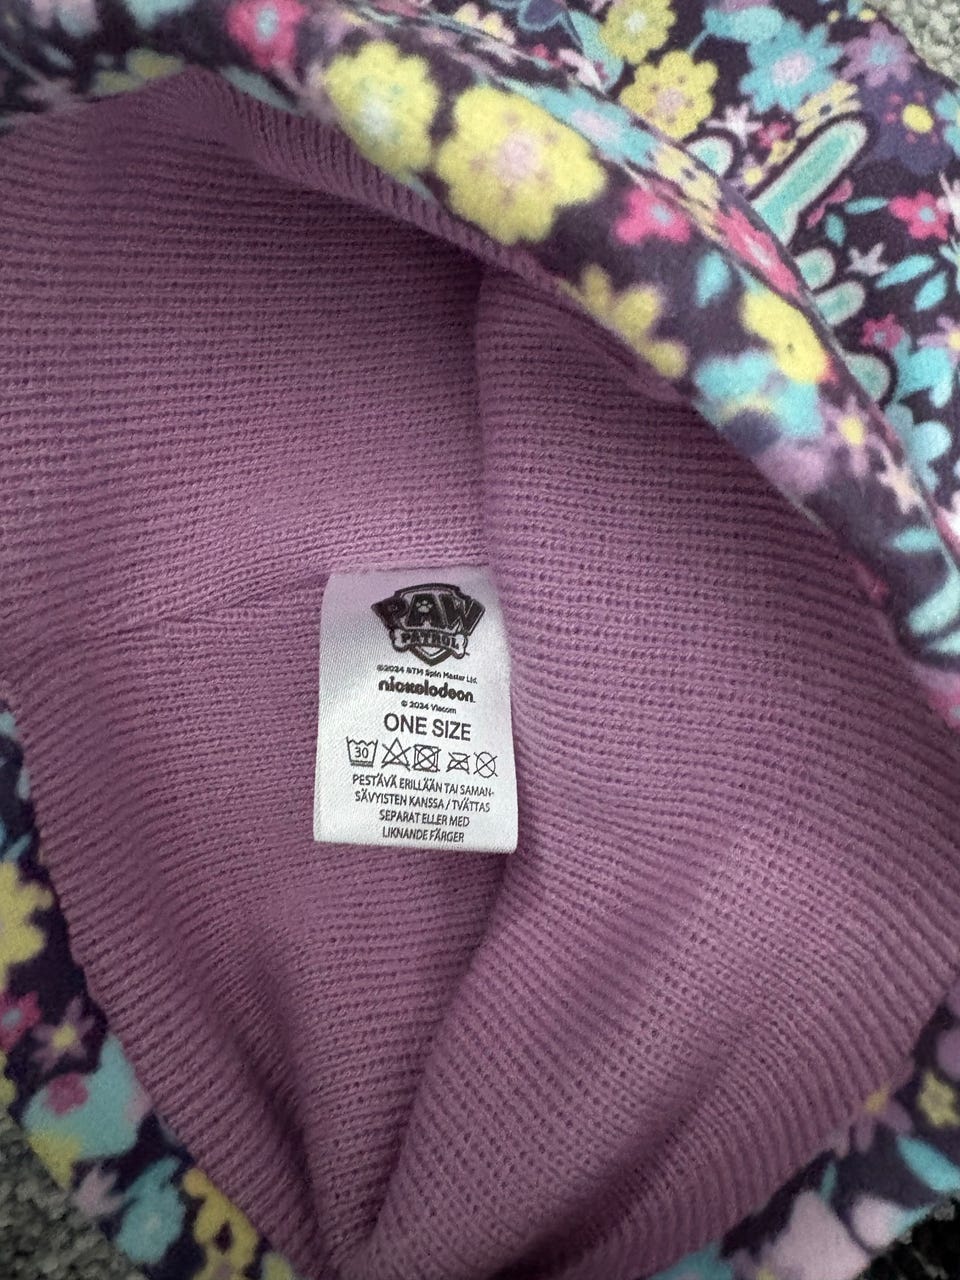 PAW
PATROL
©2024 &TM Spin Master Ltd.
nickelodeon
© 2024 Viacom
ONE SIZE
30
PESTÄVÄ ERILLÄÄN TAI SAMAN-
SÄVYISTEN KANSSA / TVÄTTAS
SEPARAT ELLER MED
LIKNANDE FÄRGER